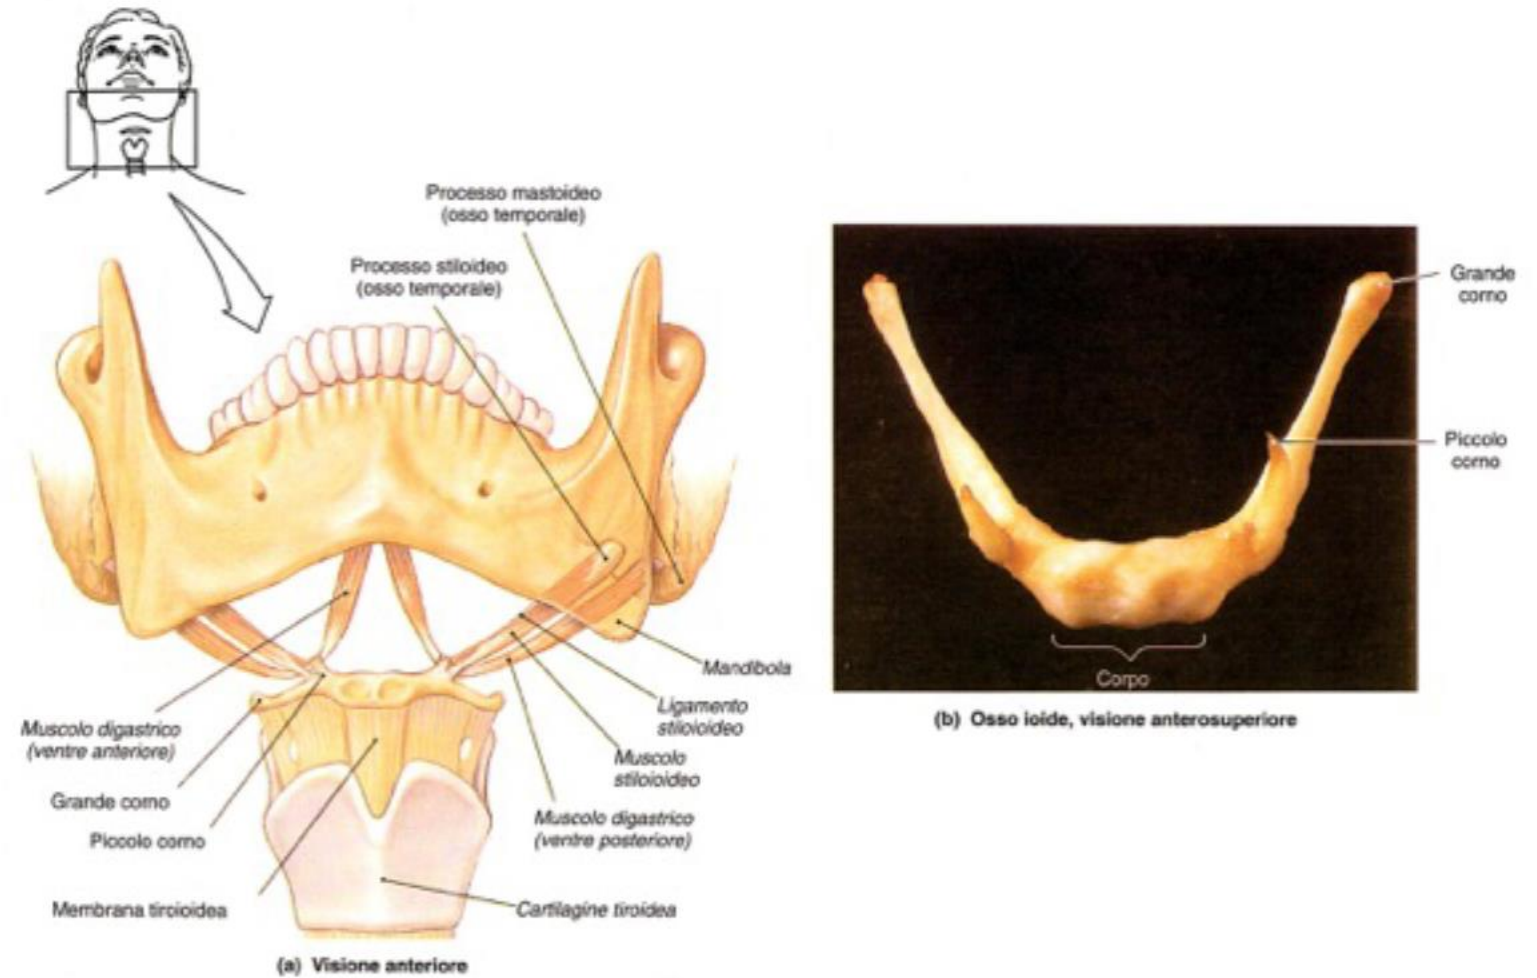 Processo mastoideo
(osso temporale)
Processo stiloideo
(osso temporale)
Mandibola
Ligamento
stiloioideo
Muscolo
stiloioideo
Muscolo digastrico
(ventre posteriore)
Muscolo digastrico
(ventre anteriore)
Grande corno
Piccolo corno
Membrana tiroioidea
Cartilagine tiroidea
(a) Visione anteriore
Grande
corno
Piccolo
corno
Corpo
(b) Osso ioide, visione anterosuperiore